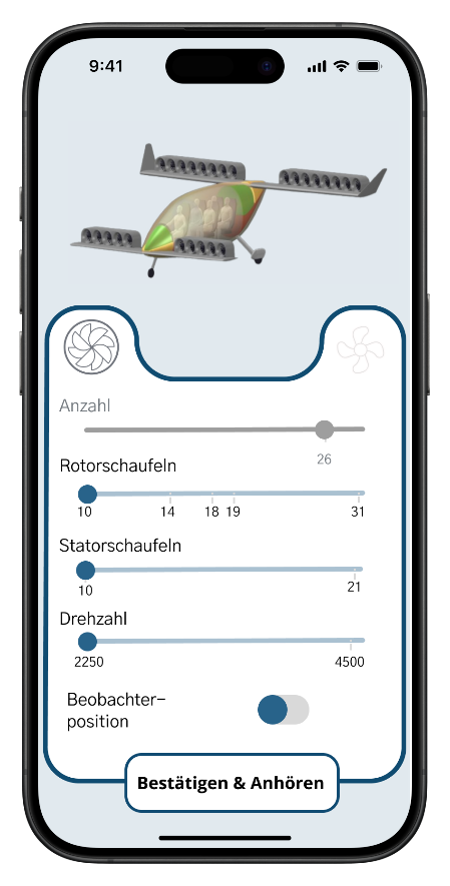 9:41
Anzahl
26
Rotorschaufeln
10 14 18 19 31
Statorschaufeln
10 21
Drehzahl
2250 4500
Beobachter-
position
Bestätigen & Anhören